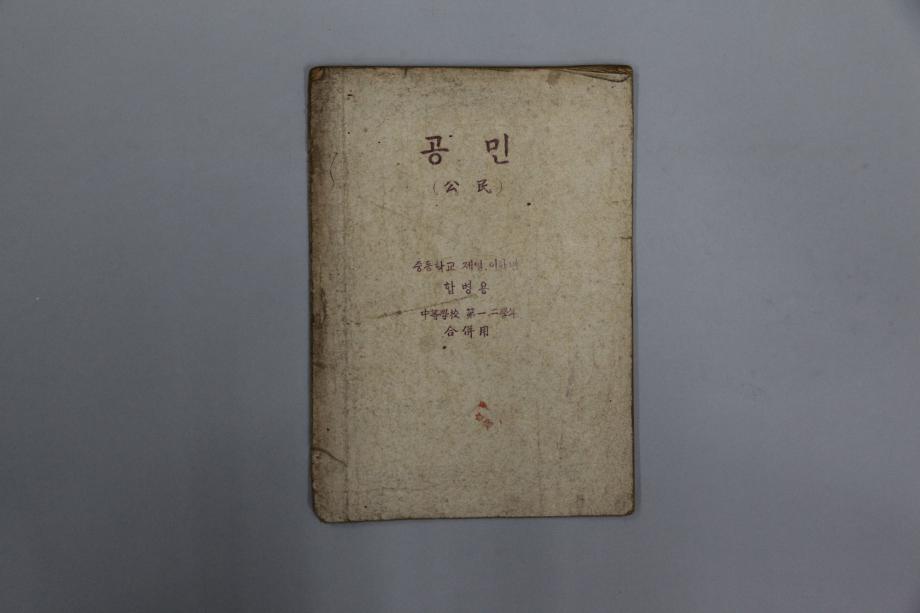 공 민
(公 民)
중등학교 제일, 이학년
합병용
中等學校 第一 二學年
合併用